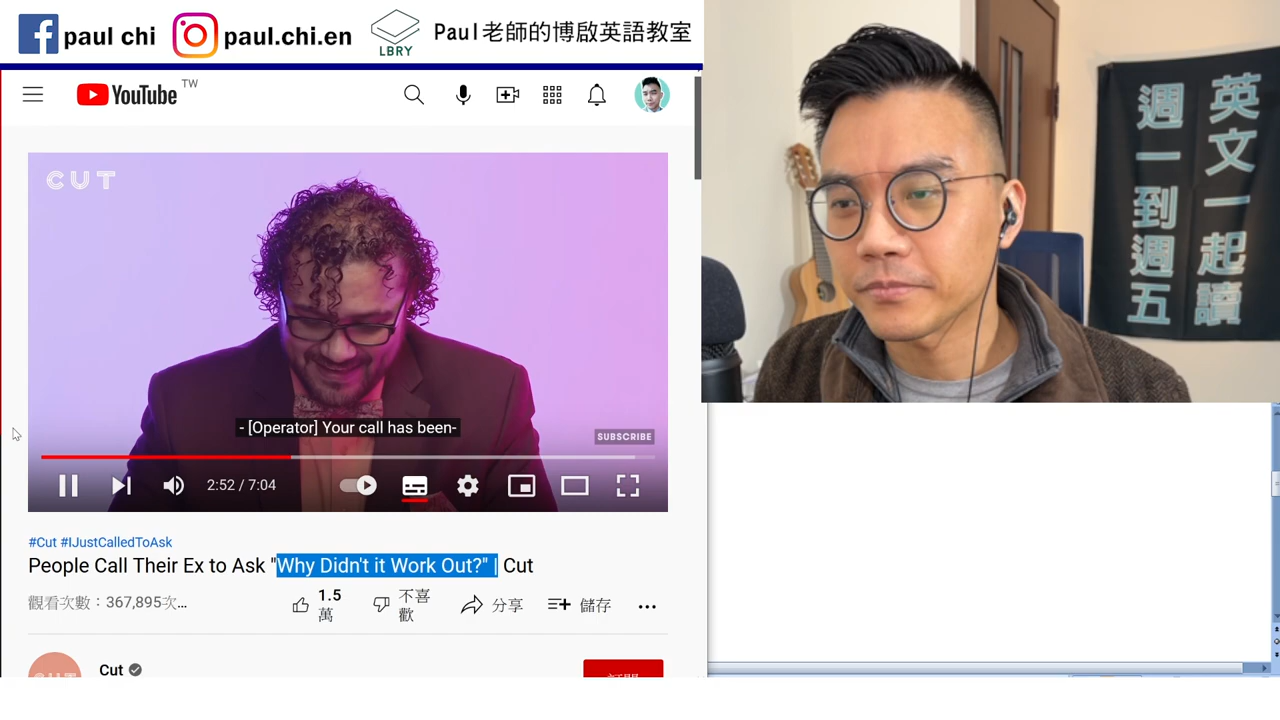 paul chi
paul.chi.en
LBRY
Paul老師的博啟英語教室
YouTube
TW
CUT
- [Operator] Your call has been-
SUBSCRIBE
2:52 / 7:04
#Cut #IJustCalledToAsk
People Call Their Ex to Ask "Why Didn't it Work Out?" | Cut
觀看次數：367,895次...
1.5
萬
不喜
歡
分享
儲存
Cut
英文一起讀
週一到週五